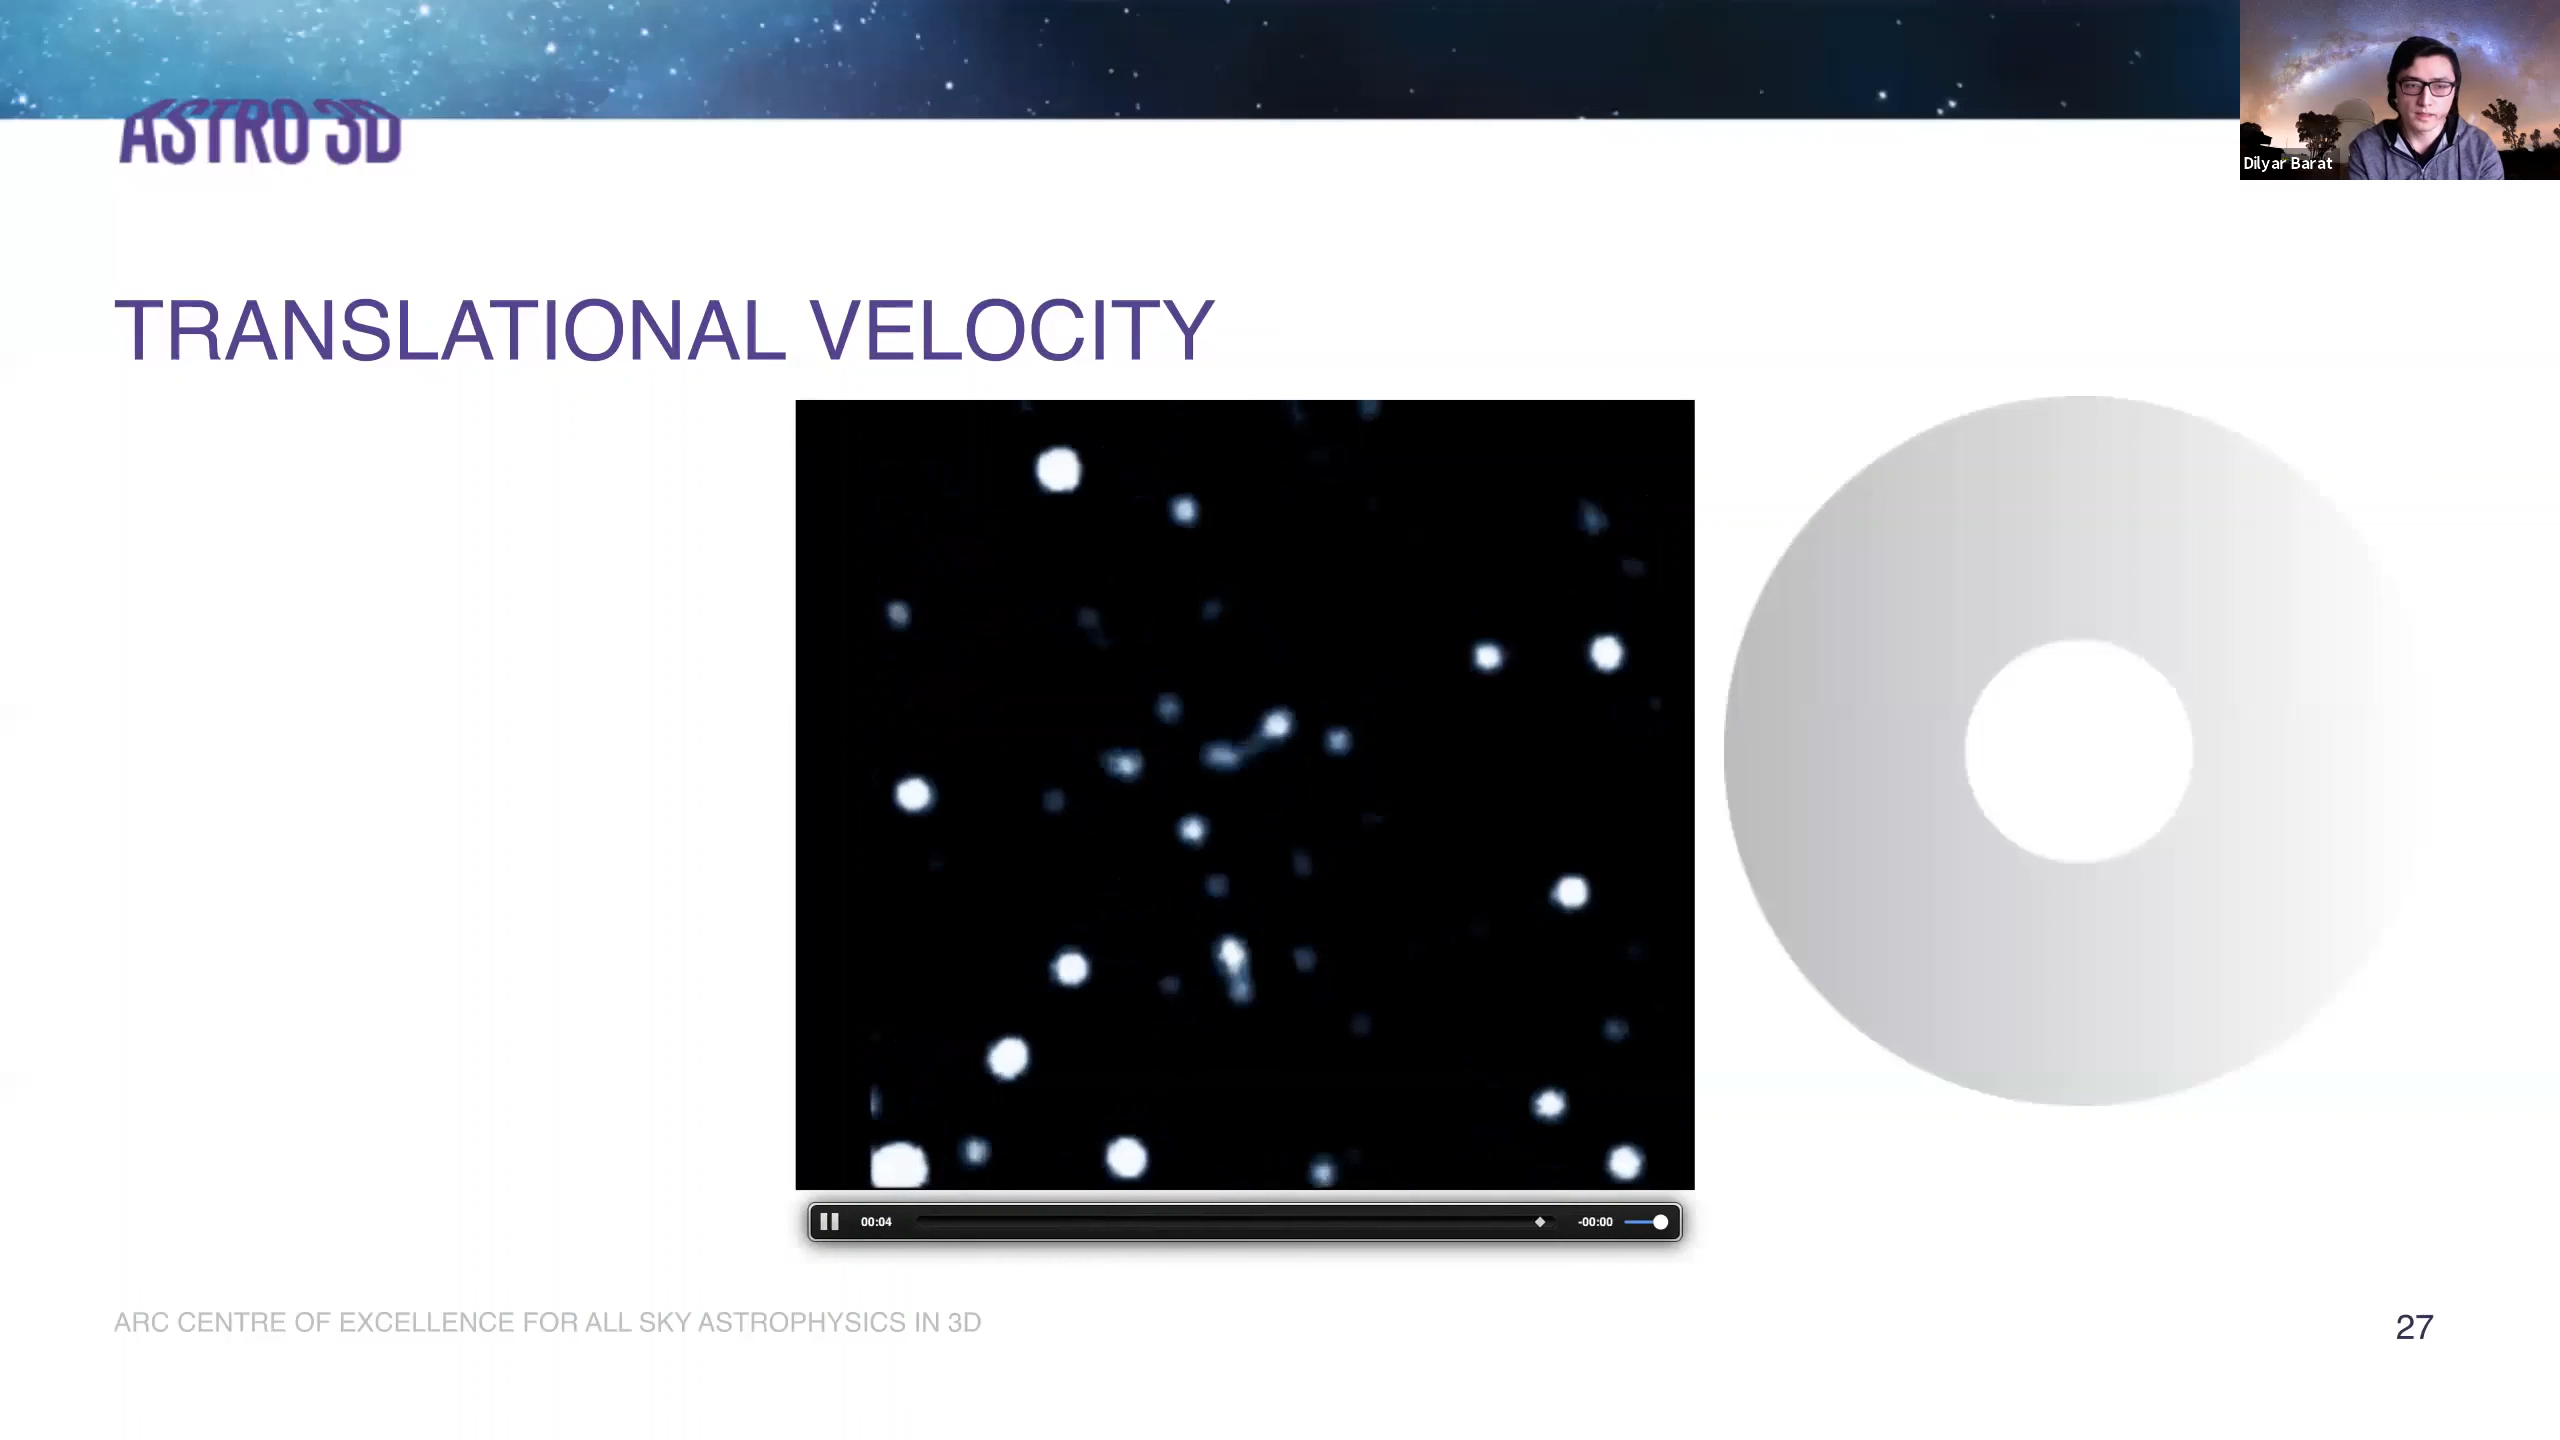 ASTRO 3D
Dilyar Barat
TRANSLATIONAL VELOCITY
00:04
-00:00
ARC CENTRE OF EXCELLENCE FOR ALL SKY ASTROPHYSICS IN 3D
27